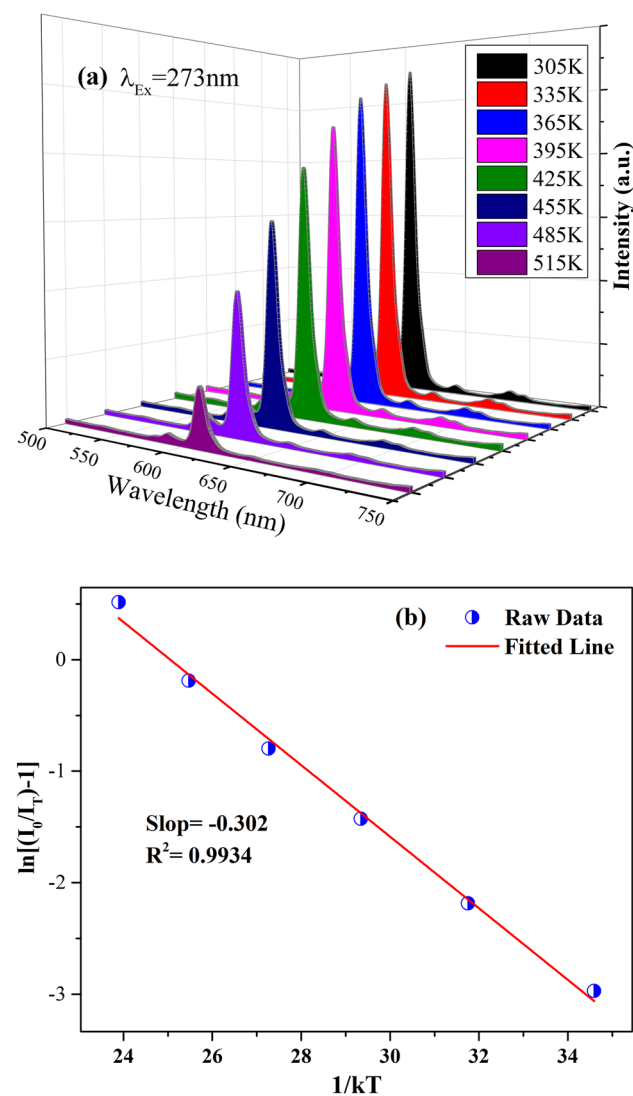 (a) λEx=273nm
305K
335K
365K
395K
425K
455K
485K
515K
Intensity (a.u.)
500
550
600
650
700
750
Wavelength (nm)
(b)
Raw Data
Fitted Line
0
-1
-2
-3
ln[(I0/IT)-1]
Slop= -0.302
R²= 0.9934
24 26 28 30 32 34
1/kT